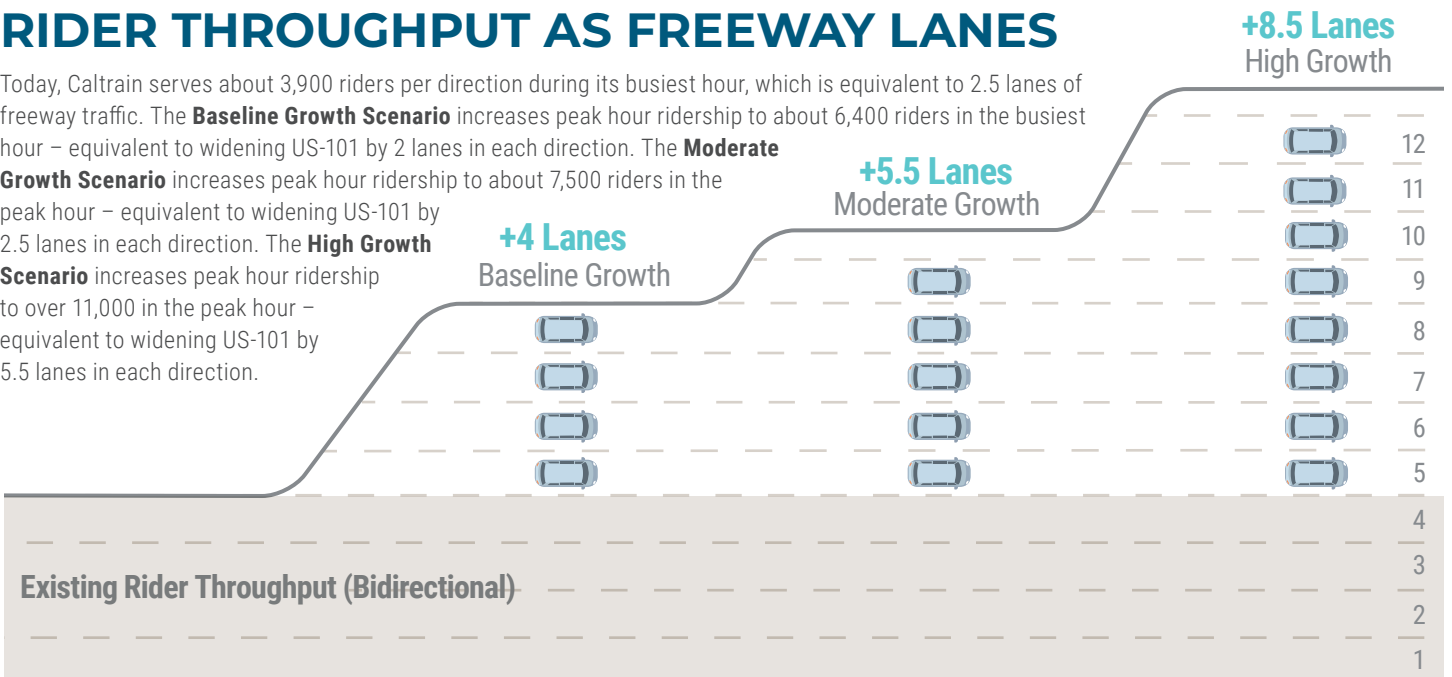 RIDER THROUGHPUT AS FREEWAY LANES
Today, Caltrain serves about 3,900 riders per direction during its busiest hour, which is equivalent to 2.5 lanes of
freeway traffic. The Baseline Growth Scenario increases peak hour ridership to about 6,400 riders in the busiest
hour – equivalent to widening US-101 by 2 lanes in each direction. The Moderate
Growth Scenario increases peak hour ridership to about 7,500 riders in the
peak hour – equivalent to widening US-101 by
2.5 lanes in each direction. The High Growth
Scenario increases peak hour ridership
to over 11,000 in the peak hour –
equivalent to widening US-101 by
5.5 lanes in each direction.
+4 Lanes
Baseline Growth
+5.5 Lanes
Moderate Growth
+8.5 Lanes
High Growth
12
11
10
9
8
7
6
5
4
3
Existing Rider Throughput (Bidirectional)
2
1